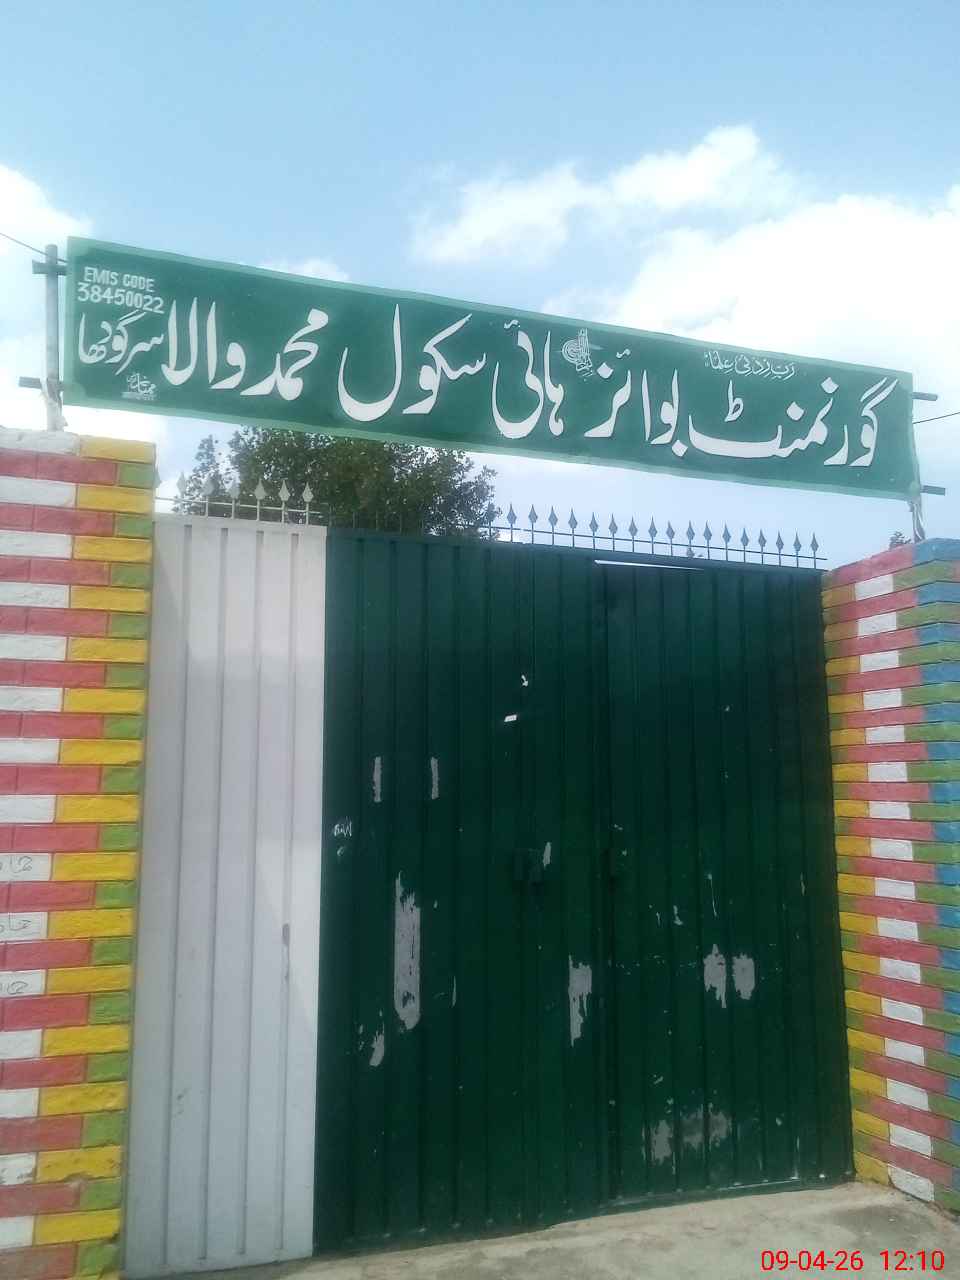 رَبِّ زِدْنِیْ عِلْمًا
گورنمنٹ بوائز ہائی سکول محمد والا سرگودھا
EMIS CODE
38450022
09-04-26 12:10